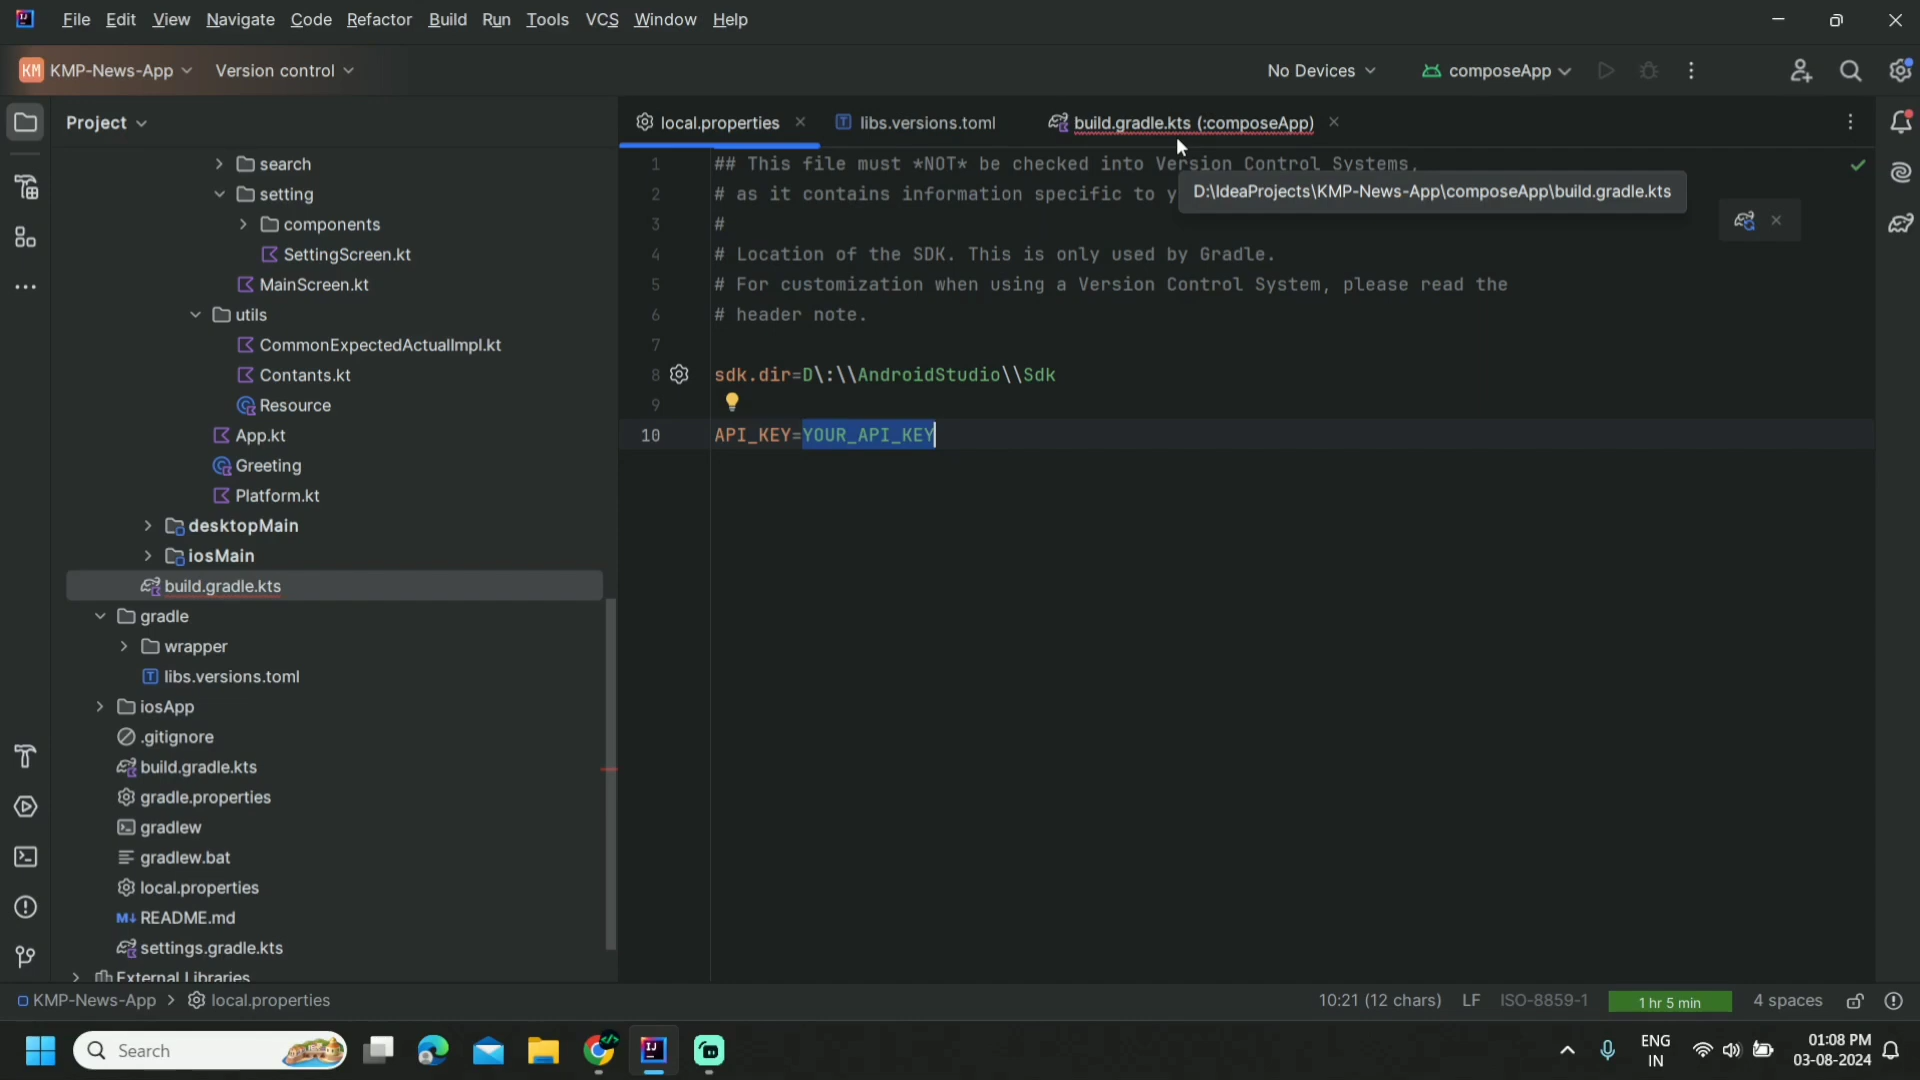 File Edit View Navigate Code Refactor Build Run Tools VCS Window Help
KM KMP-News-App Version control No Devices composeApp
Project
local.properties libs.versions.toml build.gradle.kts (:composeApp)
search
setting
components
SettingScreen.kt
MainScreen.kt
utils
CommonExpectedActualImpl.kt
Contants.kt
Resource
App.kt
Greeting
Platform.kt
desktopMain
iosMain
build.gradle.kts
gradle
wrapper
libs.versions.toml
iosApp
.gitignore
build.gradle.kts
gradle.properties
gradlew
gradlew.bat
local.properties
README.md
settings.gradle.kts
External Libraries
1 ## This file must *NOT* be checked into Version Control Systems,
2 # as it contains information specific to y
D:\IdeaProjects\KMP-News-App\composeApp\build.gradle.kts
3 #
4 # Location of the SDK. This is only used by Gradle.
5 # For customization when using a Version Control System, please read the
6 # header note.
7
8 sdk.dir=D\:\\AndroidStudio\\Sdk
9
10 API_KEY=YOUR_API_KEY
KMP-News-App > local.properties 10:21 (12 chars) LF ISO-8859-1 1 hr 5 min 4 spaces
Search
ENG
IN
01:08 PM
03-08-2024